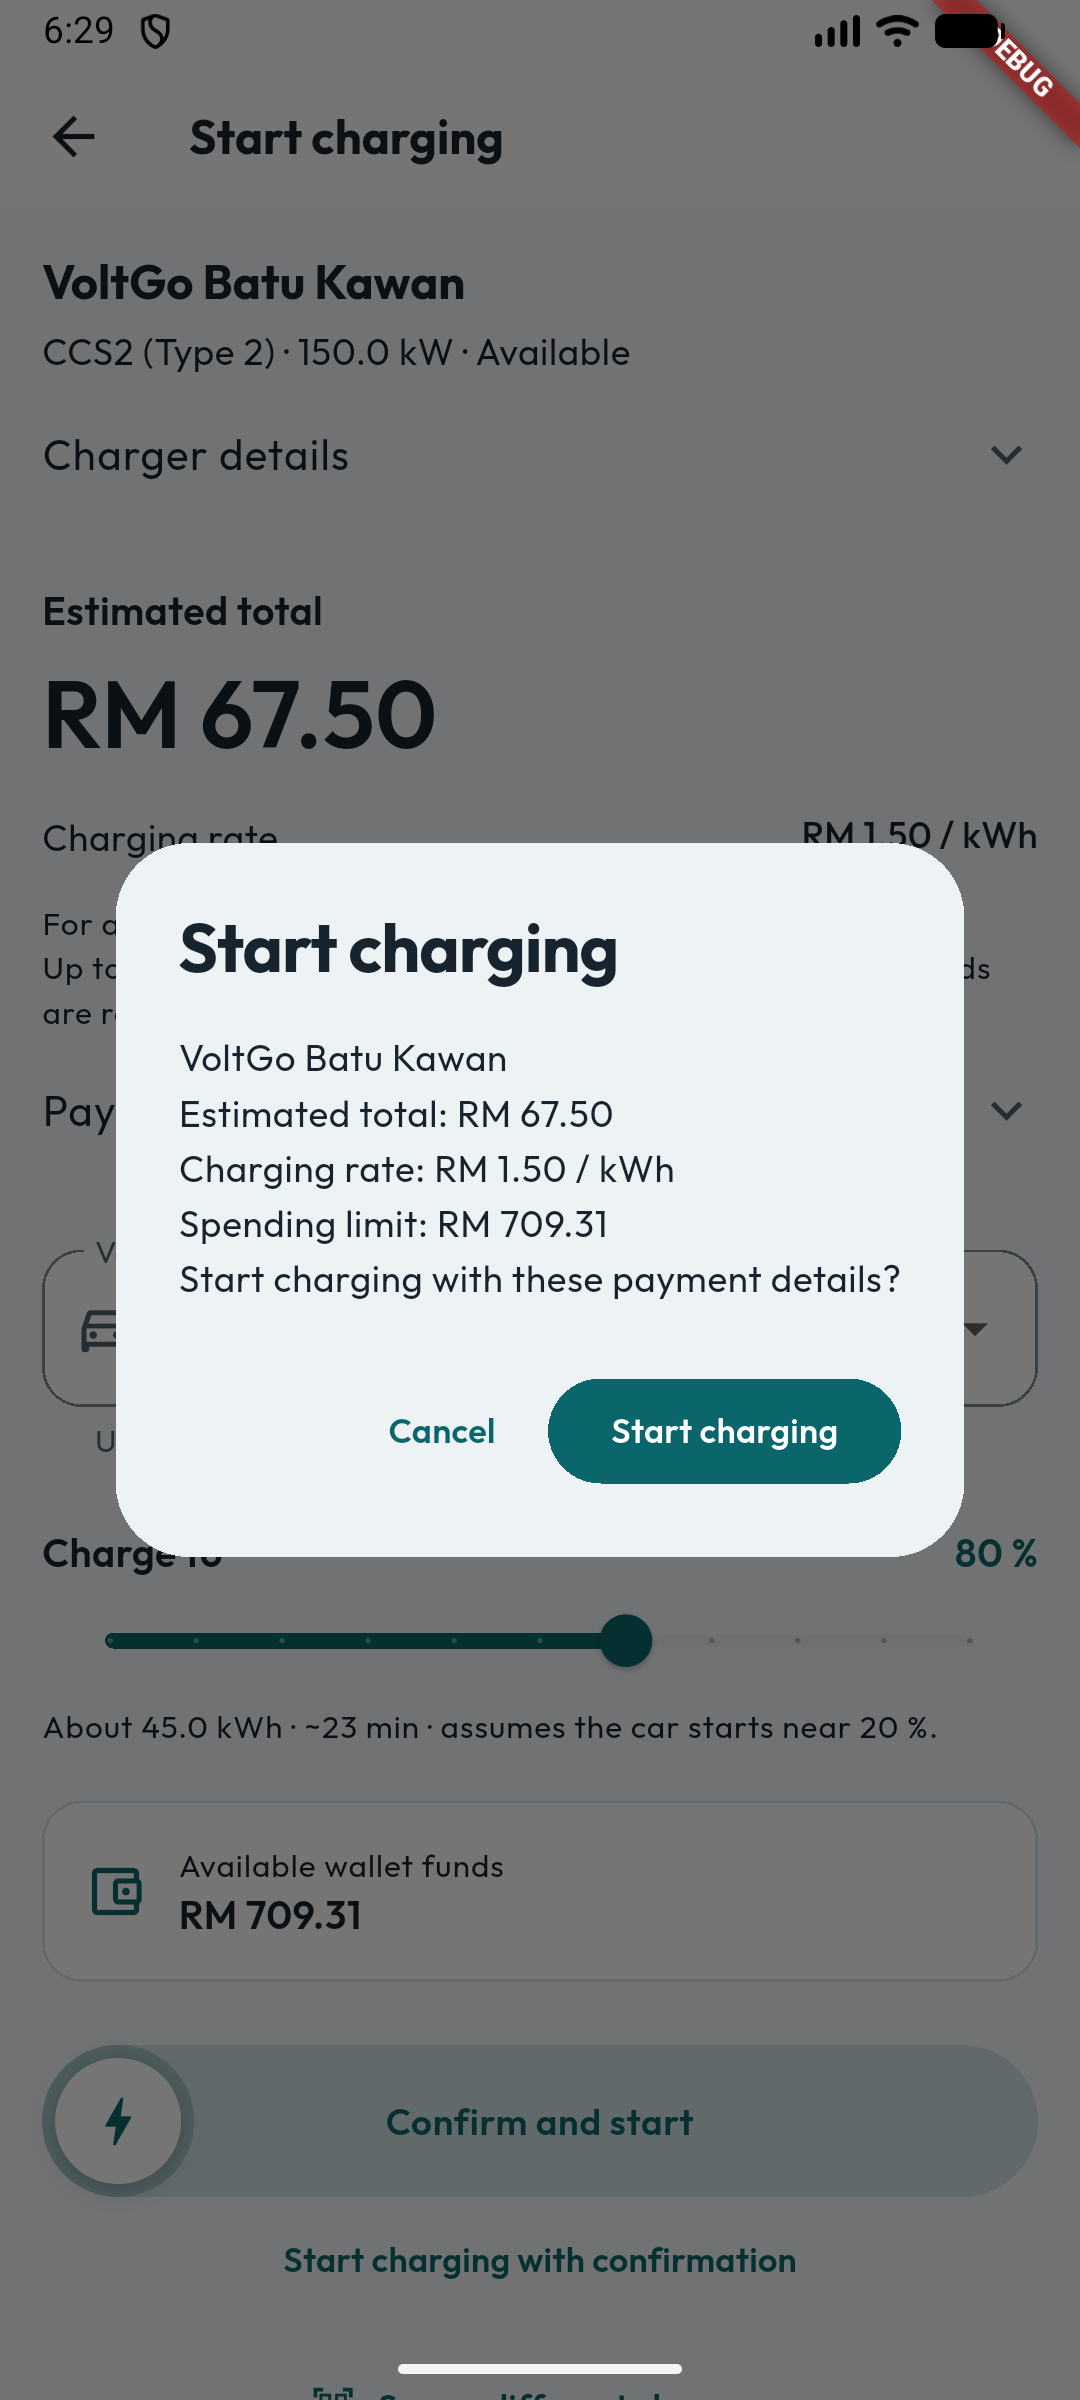 6:29
EBUG
Start charging
VoltGo Batu Kawan
CCS2 (Type 2) · 150.0 kW · Available
Charger details
Estimated total
RM 67.50
Charging rate
RM 1.50 / kWh
For
Up
are
Start charging
VoltGo Batu Kawan
Estimated total: RM 67.50
Charging rate: RM 1.50 / kWh
Spending limit: RM 709.31
Start charging with these payment details?
Cancel
Start charging
Charge to
80 %
About 45.0 kWh · ~23 min · assumes the car starts near 20 %.
Available wallet funds
RM 709.31
Confirm and start
Start charging with confirmation